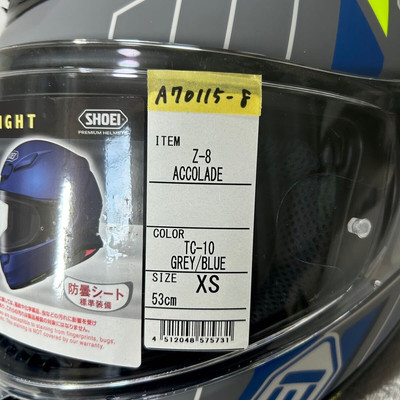 A70115-8
IGHT
SHOEI
PREMIUM HELMETS
ITEM
Z-8
ACCOLADE
COLOR
TC-10
GREY/BLUE
SIZE
XS
53cm
防曇シート
標準装備
4 512048 575731